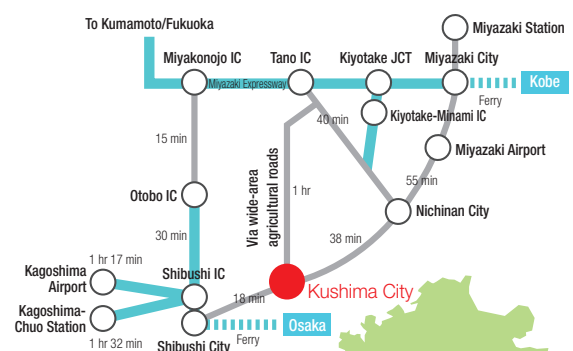 To Kumamoto/Fukuoka
Miyazaki Station
Miyakonojo IC
Tano IC
Kiyotake JCT
Miyazaki City
Miyazaki Expressway
Kobe
Ferry
Kiyotake-Minami IC
40 min
15 min
Miyazaki Airport
Via wide-area
agricultural roads
1 hr
55 min
Otobo IC
Nichinan City
30 min
38 min
1 hr 17 min
Kagoshima
Airport
Shibushi IC
18 min
Kushima City
Kagoshima-
Chuo Station
Osaka
Ferry
1 hr 32 min
Shibushi City